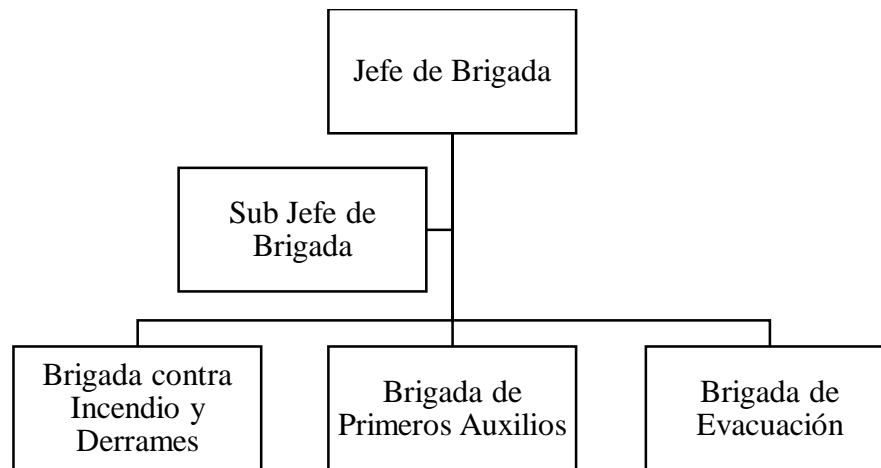 Jefe de Brigada
Sub Jefe de
Brigada
Brigada contra
Incendio y
Derrames
Brigada de
Primeros Auxilios
Brigada de
Evacuación